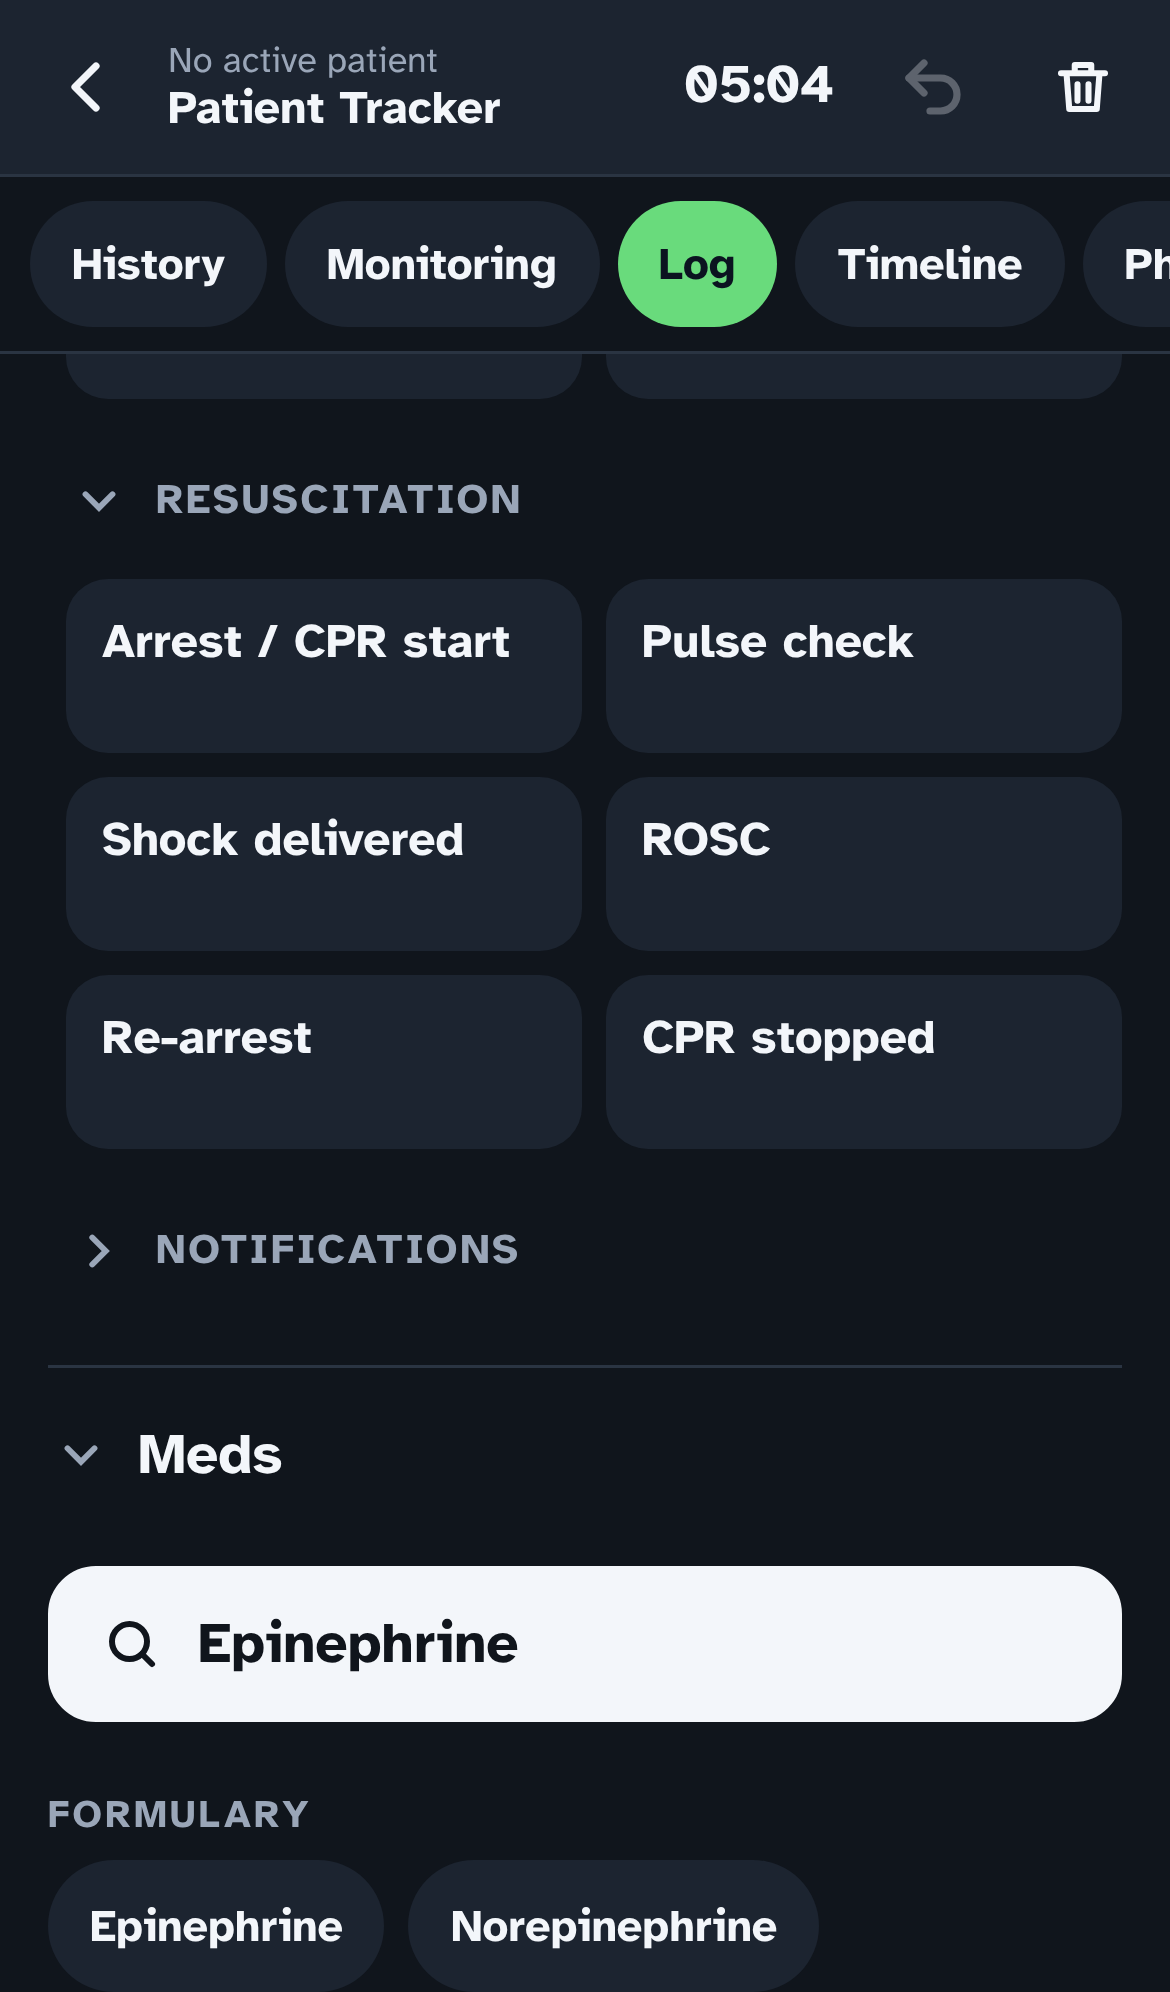 No active patient
Patient Tracker
05:04
History Monitoring Log Timeline Ph
RESUSCITATION
Arrest / CPR start Pulse check
Shock delivered ROSC
Re-arrest CPR stopped
NOTIFICATIONS
Meds
Epinephrine
FORMULARY
Epinephrine Norepinephrine